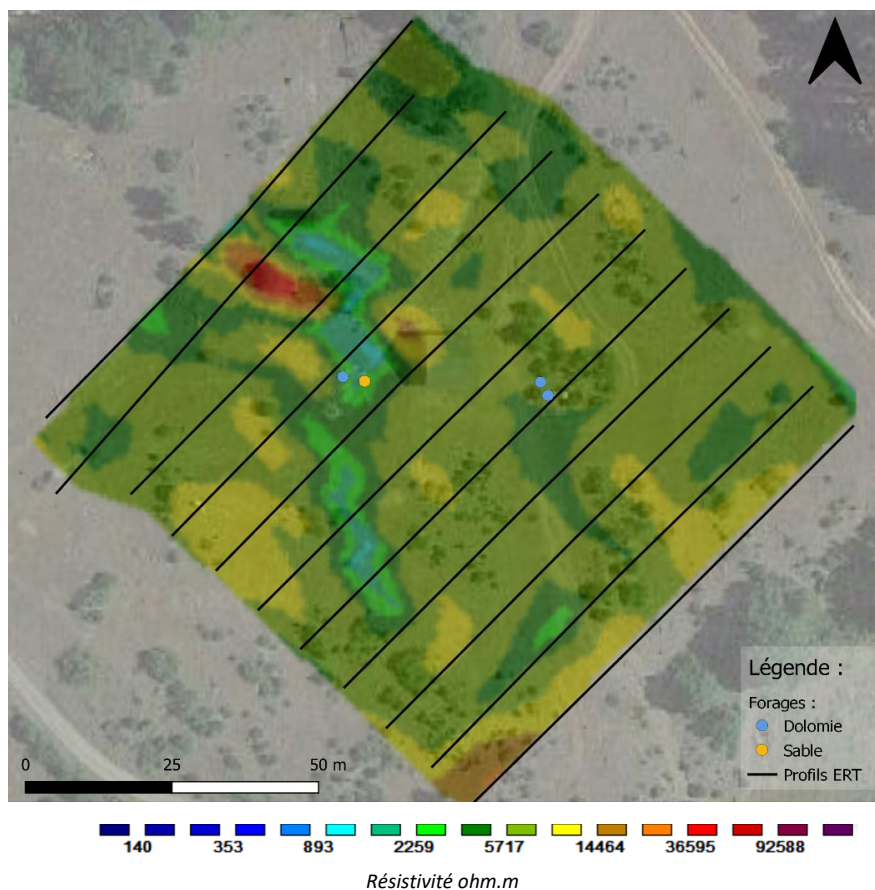 Légende :
Forages :
Dolomie
Sable
Profils ERT
0 25 50 m
140 353 893 2259 5717 14464 36595 92588
Résistivité ohm.m